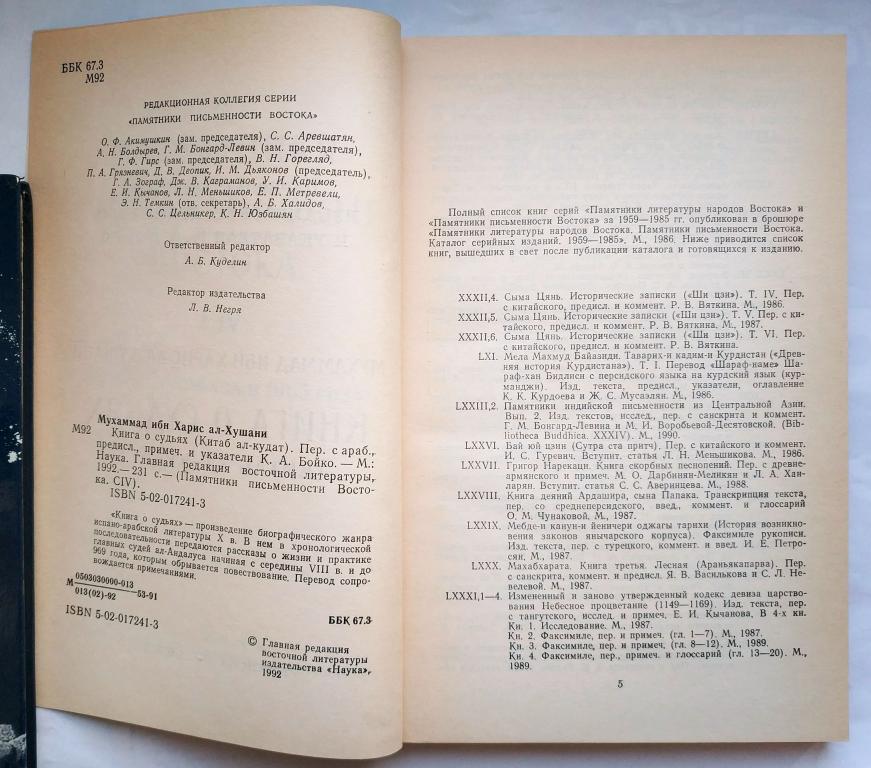 ББК 67.3
М92
РЕДАКЦИОННАЯ КОЛЛЕГИЯ СЕРИИ
«ПАМЯТНИКИ ПИСЬМЕННОСТИ ВОСТОКА»
О. Ф. Акимушкин (зам. председателя), С. С. Аревшатян,
А. Н. Болдырев, Г. М. Бонгард-Левин (зам. председателя),
Г. Ф. Гирс (зам. председателя), В. Н. Горегляд,
П. А. Грязневич, Д. В. Деопик, И. М. Дьяконов (председатель),
Г. А. Зограф, Дж. В. Каграманов, У. И. Каримов,
Е. И. Кычанов, Л. Н. Меньшиков, Е. П. Метревели,
Э. Н. Темкин (отв. секретарь), А. Б. Халидов,
С. С. Цельникер, К. Н. Юзбашян
Ответственный редактор
А. Б. Куделин
Редактор издательства
Л. В. Негря
Мухаммад ибн Харис ал-Хушани
М92 Книга о судьях (Китаб ал-кудат). Пер. с араб.,
предисл., примеч. и указатели К. А. Бойко. — М.:
Наука. Главная редакция восточной литературы,
1992.— 231 с.— (Памятники письменности Восто-
ка. CIV).
ISBN 5-02-017241-3
«Книга о судьях» — произведение биографического жанра
испано-арабской литературы X в. В нем в хронологической
последовательности передаются рассказы о жизни и практике
главных судей ал-Андалуса начиная с середины VIII в. и до
969 года, которым обрывается повествование. Перевод сопро-
вождается примечаниями.
М 0503030000-013 53-91
013(02)-92
ББК 67.3
ISBN 5-02-017241-3
© Главная редакция
восточной литературы
издательства «Наука»,
1992
Полный список книг серий «Памятники литературы народов Востока» и
«Памятники письменности Востока» за 1959—1985 гг. опубликован в брошюре
«Памятники литературы народов Востока. Памятники письменности Востока.
Каталог серийных изданий. 1959—1985». М., 1986. Ниже приводится список
книг, вышедших в свет после публикации каталога и готовящихся к изданию.
XXXII,4. Сыма Цянь. Исторические записки («Ши цзи»). Т. IV. Пер.
с китайского, предисл. и коммент. Р. В. Вяткина. М., 1986.
XXXII,5. Сыма Цянь. Исторические записки («Ши цзи»). Т. V. Пер. с ки-
тайского, предисл. и коммент. Р. В. Вяткина. М., 1987.
XXXII,6. Сыма Цянь. Исторические записки («Ши цзи»). Т. VI. Пер.
с китайского, предисл. и коммент. Р. В. Вяткина.
LXI. Мела Махмуд Байазиди. Таварих-и кадим-и Курдистан («Древ-
няя история Курдистана»). Т. I. Перевод «Шараф-наме» Ша-
раф-хан Бидлиси с персидского языка на курдский язык (кур-
манджи). Изд. текста, предисл., указатели, оглавление
К. К. Курдоева и Ж. С. Мусаэлян. М., 1986.
LXXIII,2. Памятники индийской письменности из Центральной Азии.
Вып. 2. Изд. текстов, исслед., пер. с санскрита и коммент.
Г. М. Бонгард-Левина и М. И. Воробьевой-Десятовской. (Bib-
liotheca Buddhica. XXXIV). М., 1990.
LXXVI. Бай юй цзин (Сутра ста притч). Пер. с китайского и коммент.
И. С. Гуревич. Вступит. статья Л. Н. Меньшикова. М., 1986.
LXXVII. Григор Нарекаци. Книга скорбных песнопений. Пер. с древне-
армянского и примеч. М. О. Дарбинян-Меликян и Л. А. Хан-
ларян. Вступит. статья С. С. Аверинцева. М., 1988.
LXXVIII. Книга деяний Ардашира, сына Папака. Транскрипция текста,
пер. со среднеперсидского, введ., коммент. и глоссарий
О. М. Чунаковой. М., 1987.
LXXIX. Мебде-и канун-и йеничери оджагы тарихи (История возникно-
вения законов янычарского корпуса). Факсимиле рукописи.
Изд. текста, пер. с турецкого, коммент. и введ. И. Е. Петро-
сян. М., 1987.
LXXX. Махабхарата. Книга третья. Лесная (Араньякапарва). Пер.
с санскрита, коммент. и предисл. Я. В. Василькова и С. Л. Не-
велевой. М., 1987.
LXXXI,1—4. Измененный и заново утвержденный кодекс девиза царство-
вания Небесное процветание (1149—1169). Изд. текста, пер.
с тангутского, исслед. и примеч. Е. И. Кычанова. В 4-х кн.
Кн. 1. Исследование. М., 1987.
Кн. 2. Факсимиле, пер. и примеч. (гл. 1—7). М., 1987.
Кн. 3. Факсимиле, пер. и примеч. (гл. 8—12). М., 1989.
Кн. 4. Факсимиле, пер., примеч. и глоссарий (гл. 13—20). М.,
1989.
5